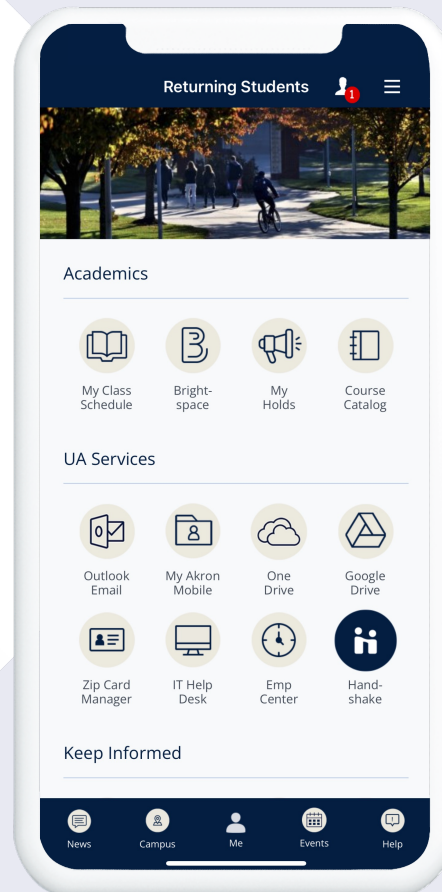 Returning Students
1
Academics
My Class
Schedule
Bright-
space
My
Holds
Course
Catalog
UA Services
Outlook
Email
My Akron
Mobile
One
Drive
Google
Drive
Zip Card
Manager
IT Help
Desk
Emp
Center
Hand-
shake
Keep Informed
News
Campus
Me
Events
Help